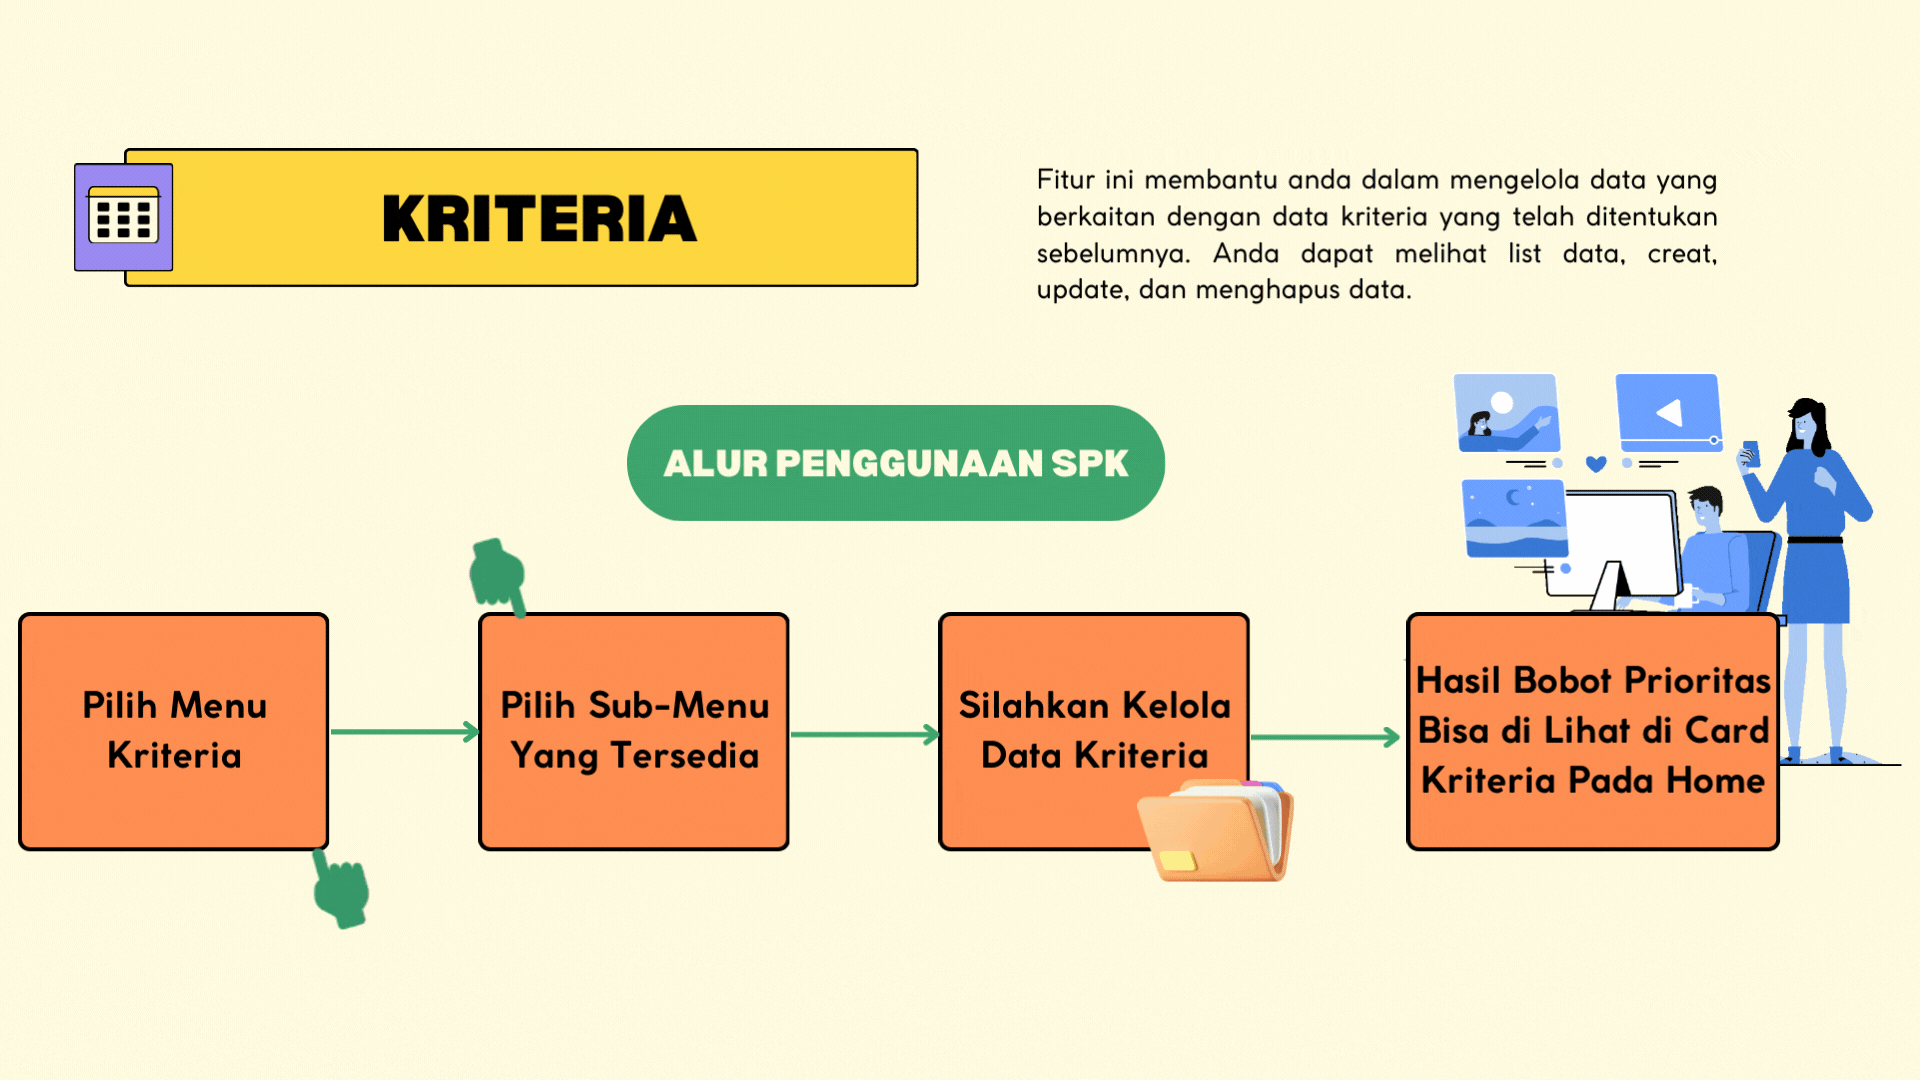 KRITERIA
Fitur ini membantu anda dalam mengelola data yang
berkaitan dengan data kriteria yang telah ditentukan
sebelumnya. Anda dapat melihat list data, creat,
update, dan menghapus data.
ALUR PENGGUNAAN SPK
Pilih Menu
Kriteria
Pilih Sub-Menu
Yang Tersedia
Silahkan Kelola
Data Kriteria
Hasil Bobot Prioritas
Bisa di Lihat di Card
Kriteria Pada Home